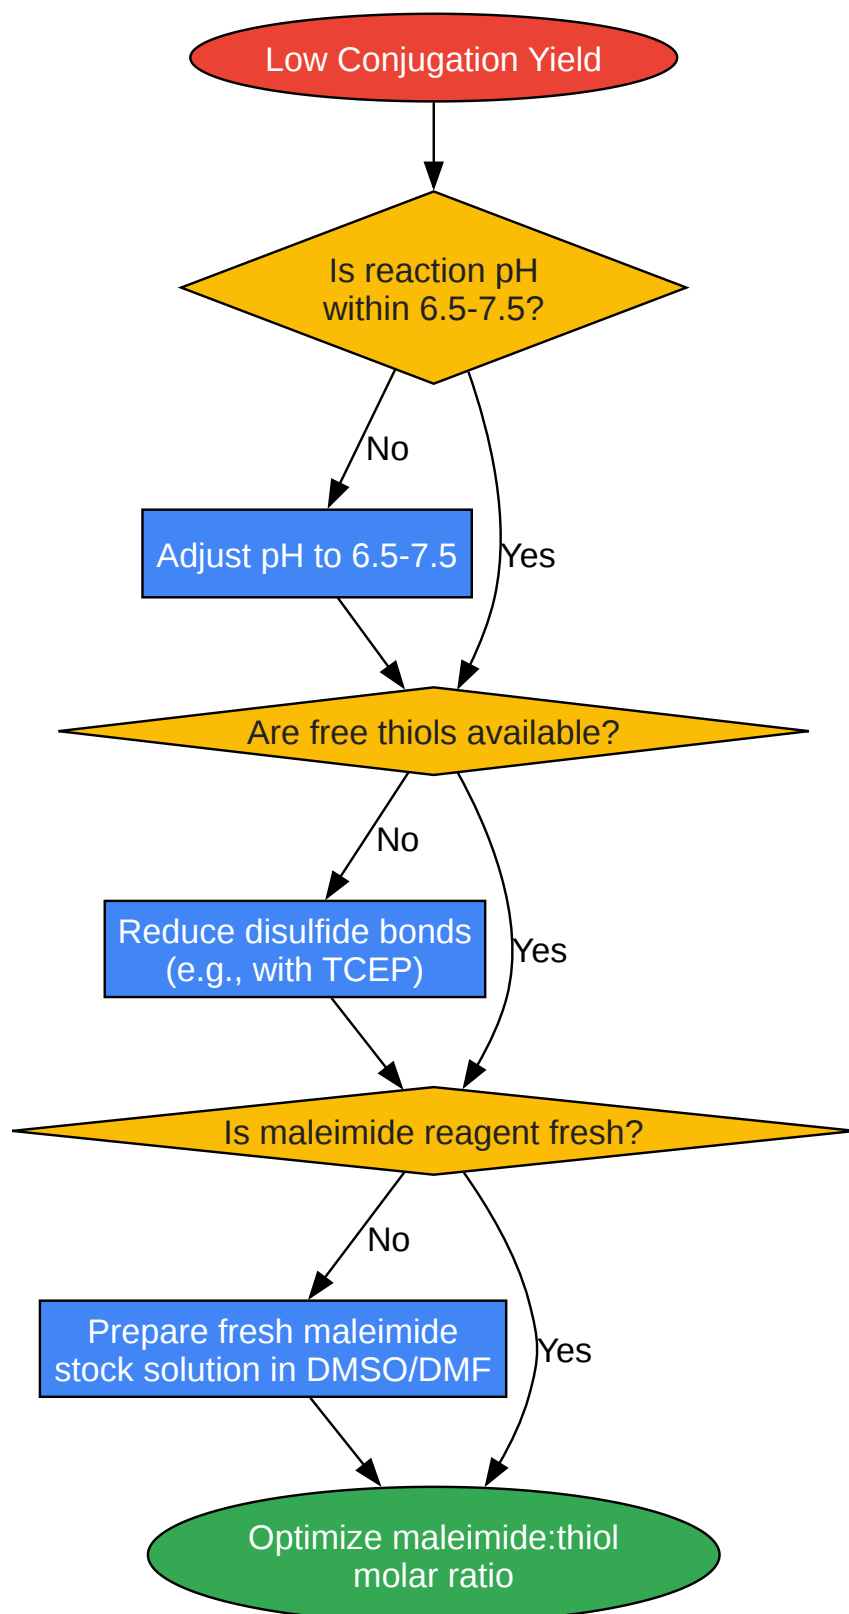 Low Conjugation Yield
Is reaction pH
within 6.5-7.5?
No
Adjust pH to 6.5-7.5
Yes
Are free thiols available?
No
Reduce disulfide bonds
(e.g., with TCEP)
Yes
Is maleimide reagent fresh?
No
Prepare fresh maleimide
stock solution in DMSO/DMF
Yes
Optimize maleimide:thiol
molar ratio